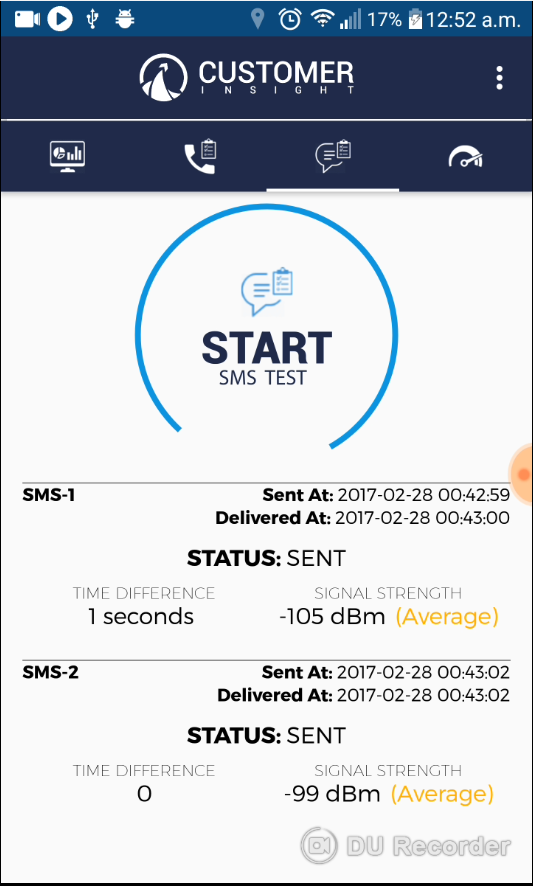 17% 12:52 a.m.
CUSTOMER
INSIGHT
START
SMS TEST
SMS-1 Sent At: 2017-02-28 00:42:59
Delivered At: 2017-02-28 00:43:00
STATUS: SENT
TIME DIFFERENCE SIGNAL STRENGTH
1 seconds -105 dBm (Average)
SMS-2 Sent At: 2017-02-28 00:43:02
Delivered At: 2017-02-28 00:43:02
STATUS: SENT
TIME DIFFERENCE SIGNAL STRENGTH
0 -99 dBm (Average)
DU Recorder